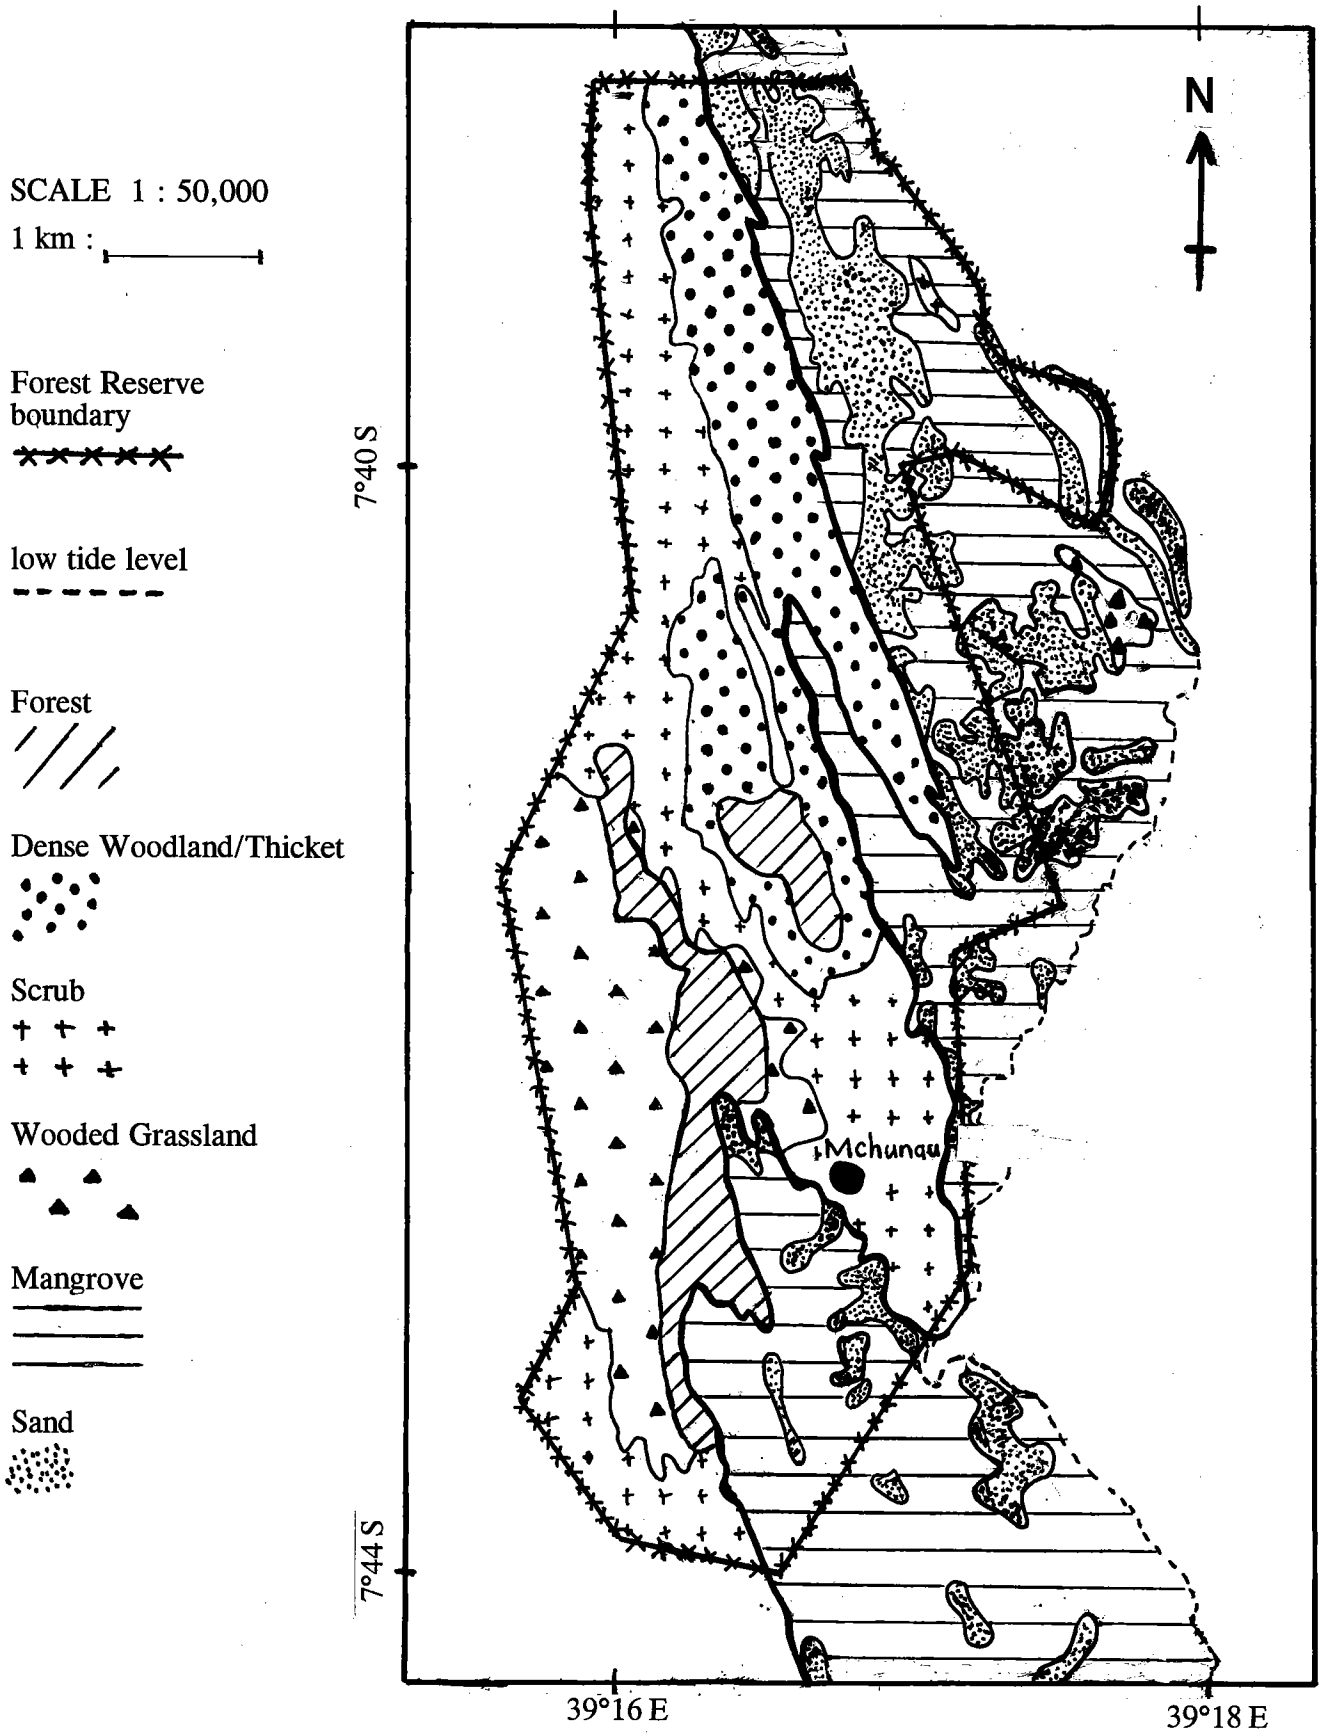 N
SCALE 1 : 50,000
1 km :
Forest Reserve
boundary
7°40 S
low tide level
Forest
Dense Woodland/Thicket
Scrub
Wooded Grassland
Mchungu
Mangrove
Sand
7°44 S
39°16 E
39°18 E